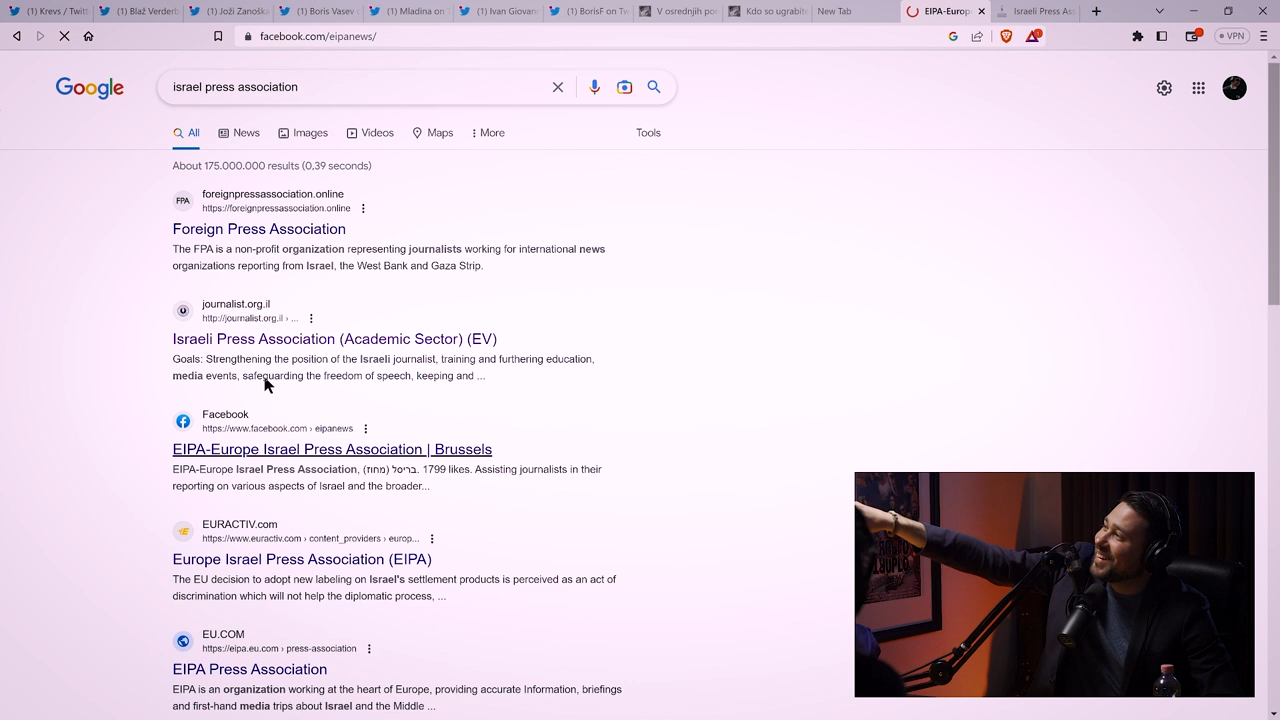 (1) Krevs / Twitt
(1) Blaž Verderb
(1) Joži Zanoška
(1) Boris Vasev
(1) Mladina on
(1) Ivan Giovan
(1) BorisF on Tw
V osrednjih po
Kdo so ugrabite
New Tab
EIPA-Europ
Israeli Press Ass
facebook.com/eipanews/
VPN
Google
israel press association
All
News
Images
Videos
Maps
More
Tools
About 175.000.000 results (0,39 seconds)
FPA
foreignpressassociation.online
https://foreignpressassociation.online
Foreign Press Association
The FPA is a non-profit organization representing journalists working for international news
organizations reporting from Israel, the West Bank and Gaza Strip.
journalist.org.il
http://journalist.org.il › ...
Israeli Press Association (Academic Sector) (EV)
Goals: Strengthening the position of the Israeli journalist, training and furthering education,
media events, safeguarding the freedom of speech, keeping and ...
Facebook
https://www.facebook.com › eipanews
EIPA-Europe Israel Press Association | Brussels
EIPA-Europe Israel Press Association, בריסל (מחוז). 1799 likes. Assisting journalists in their
reporting on various aspects of Israel and the broader...
EURACTIV.com
https://www.euractiv.com › content_providers › europ...
Europe Israel Press Association (EIPA)
The EU decision to adopt new labeling on Israel's settlement products is perceived as an act of
discrimination which will not help the diplomatic process, ...
EU.COM
https://eipa.eu.com › press-association
EIPA Press Association
EIPA is an organization working at the heart of Europe, providing accurate Information, briefings
and first-hand media trips about Israel and the Middle ...